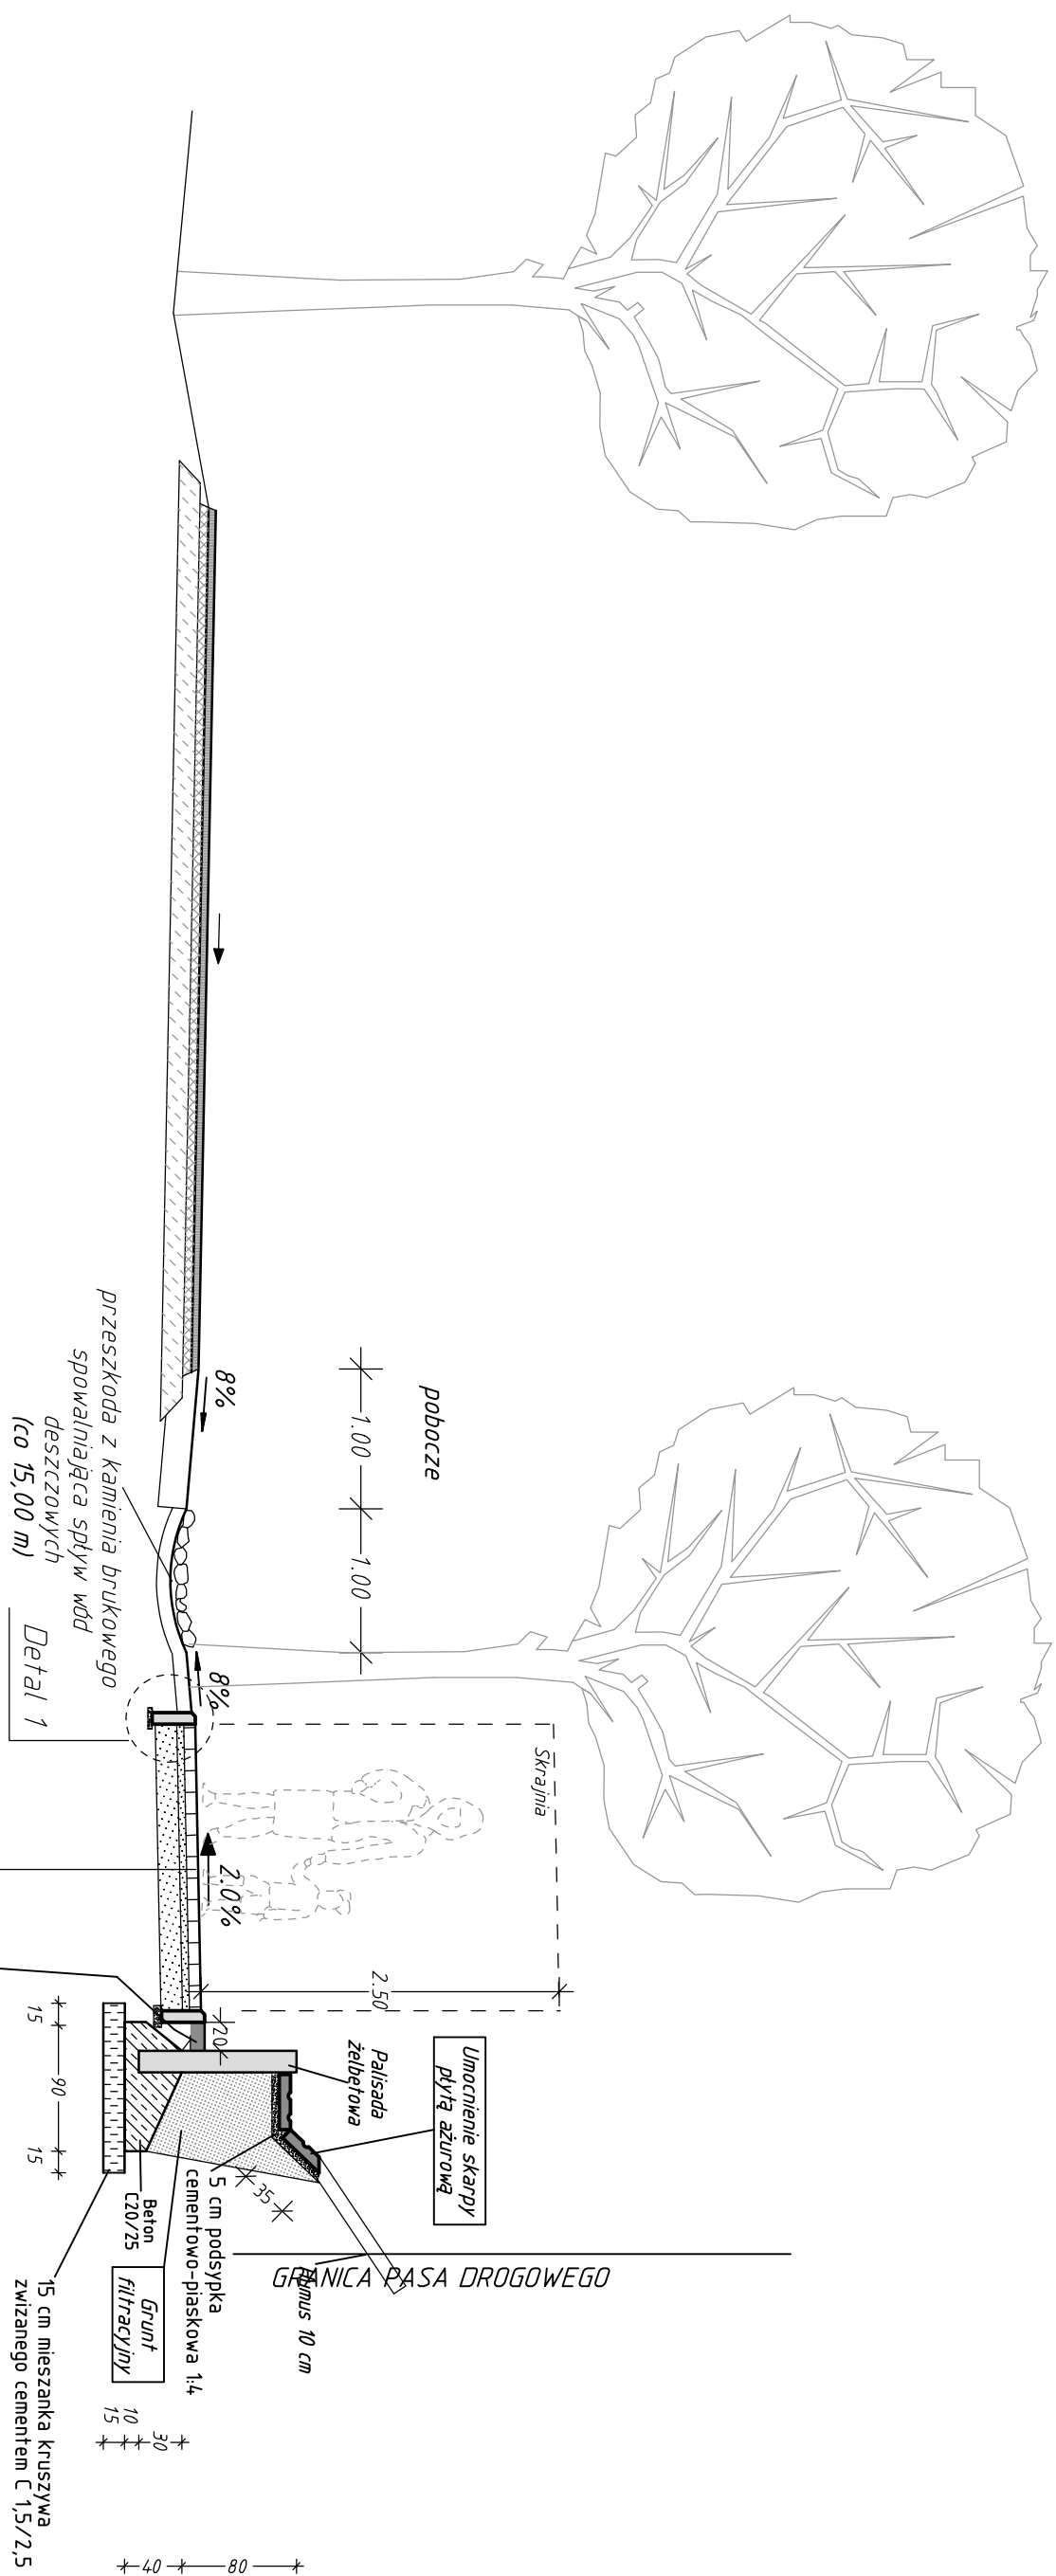 pobocze
1.00
1.00
8%
8%
przeszkoda z kamienia brukowego
spowalniająca spływ wód
deszczowych
(co 15,00 m)
Detal 1
Skrajnia
2.50
2.0%
20
Palisada
żelbetowa
Umocnienie skarpy
płytą ażurową
35
GRANICA PASA DROGOWEGO
Humus 10 cm
5 cm podsypka
cementowo-piaskowa 1:4
Grunt
filtracyjny
Beton
C20/25
15 cm mieszanka kruszywa
zwizanego cementem C 1,5/2,5
15
90
15
30
10
15
80
40